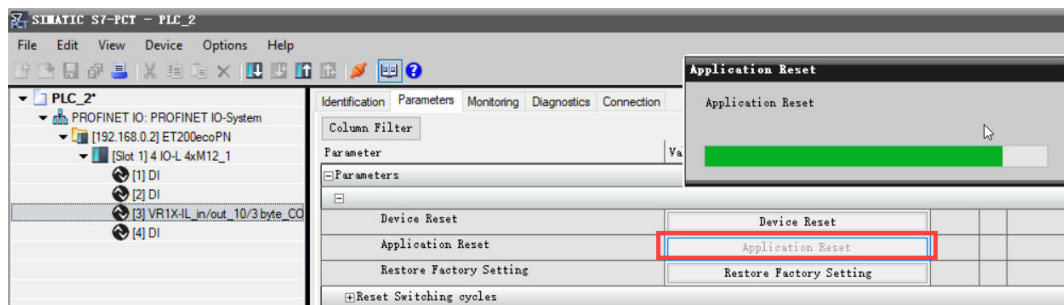 SIMATIC S7-PCT - PLC_2
File Edit View Device Options Help
Application Reset
PLC_2*
PROFINET IO: PROFINET IO-System
[192.168.0.2] ET200ecoPN
[Slot 1] 4 IO-L 4xM12_1
[1] DI
[2] DI
[3] VR1X-IL_in/out_10/3 byte_CO
[4] DI
Identification Parameters Monitoring Diagnostics Connection
Column Filter
Application Reset
Parameter Va
Parameters
Device Reset Device Reset
Application Reset Application Reset
Restore Factory Setting Restore Factory Setting
Reset Switching cycles